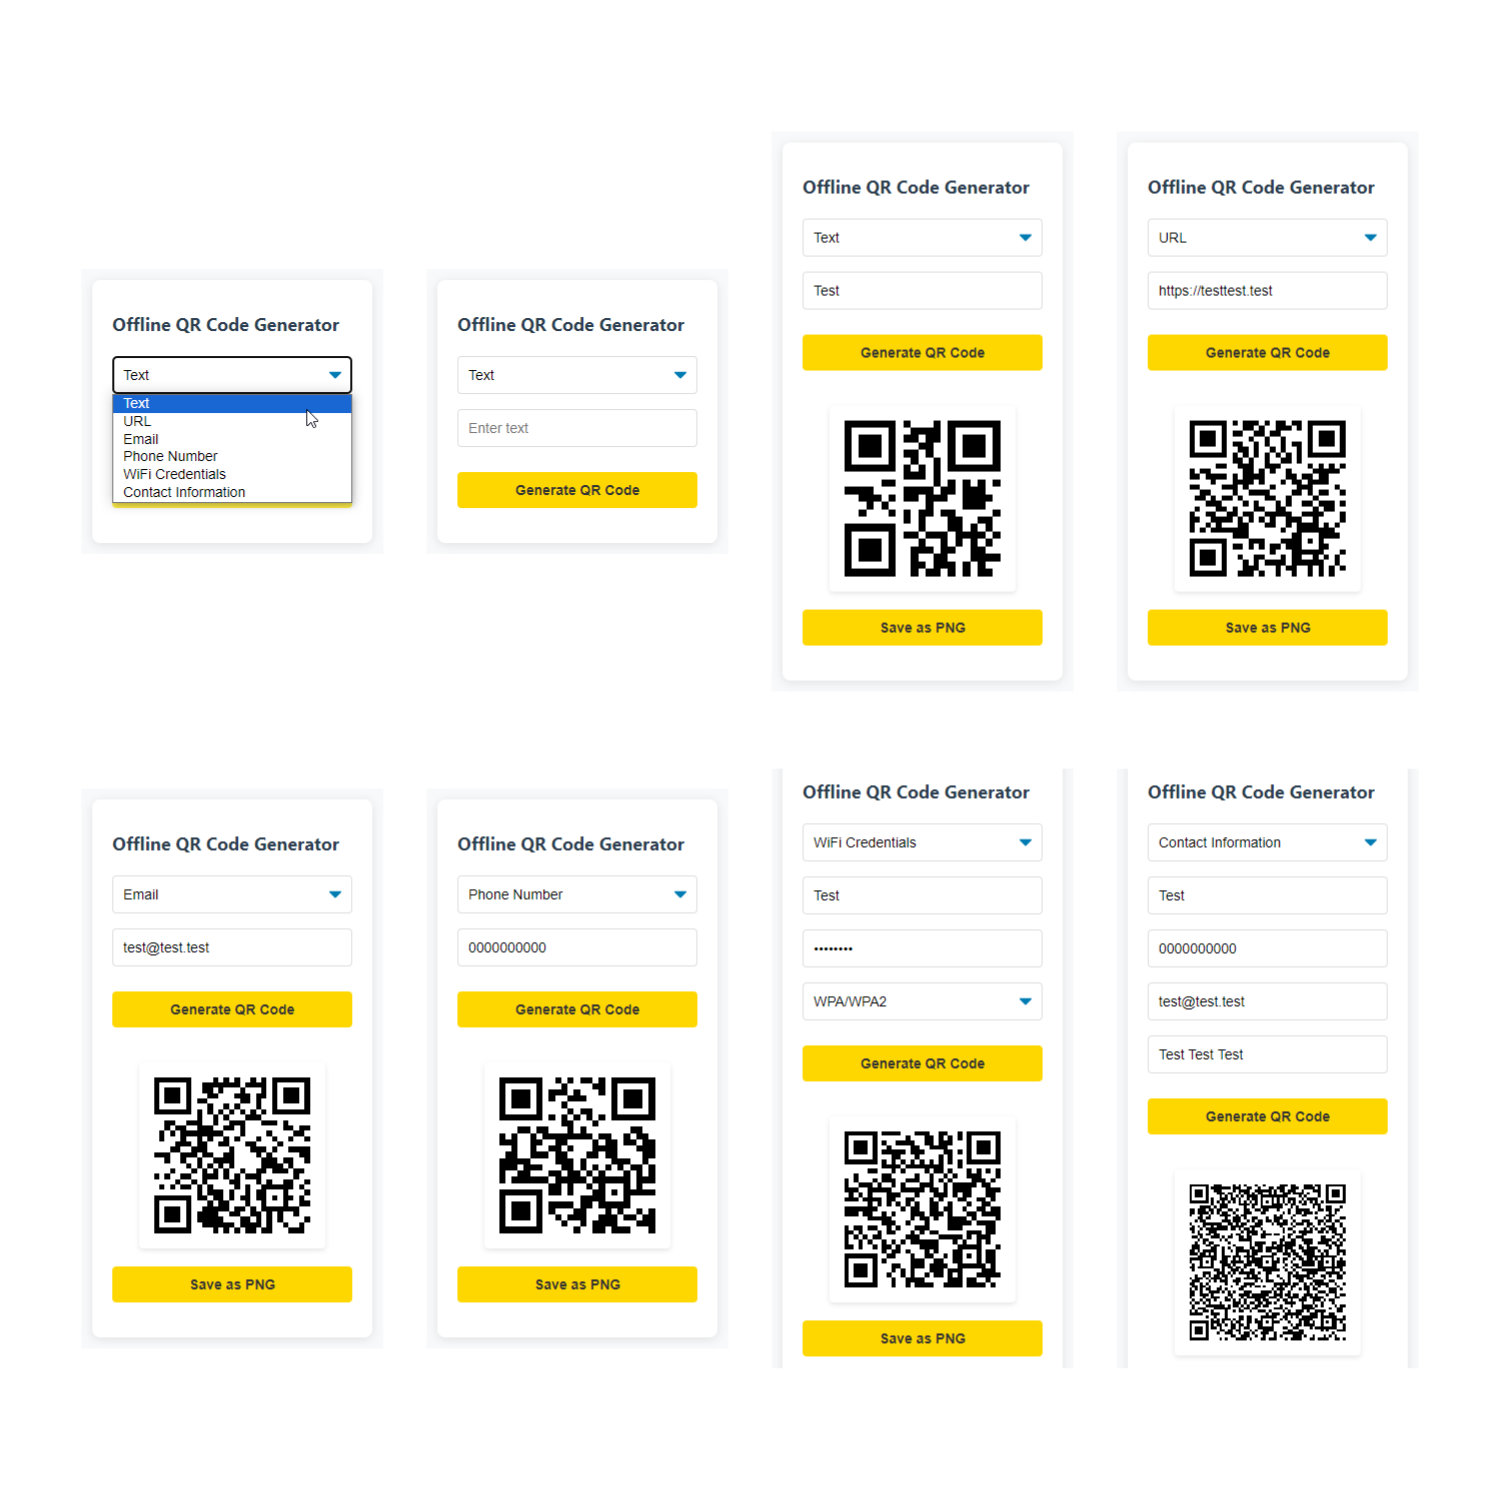 Offline QR Code Generator
Text
Text
URL
Email
Phone Number
WiFi Credentials
Contact Information
Offline QR Code Generator
Text
Enter text
Generate QR Code
Offline QR Code Generator
Text
Test
Generate QR Code
Save as PNG
Offline QR Code Generator
URL
https://testtest.test
Generate QR Code
Save as PNG
Offline QR Code Generator
Email
test@test.test
Generate QR Code
Save as PNG
Offline QR Code Generator
Phone Number
0000000000
Generate QR Code
Save as PNG
Offline QR Code Generator
WiFi Credentials
Test
••••••••
WPA/WPA2
Generate QR Code
Save as PNG
Offline QR Code Generator
Contact Information
Test
0000000000
test@test.test
Test Test Test
Generate QR Code